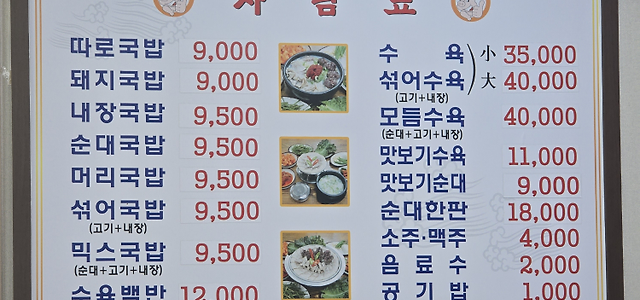 차 림 표
따로국밥 9,000
돼지국밥 9,000
내장국밥 9,500
순대국밥 9,500
머리국밥 9,500
섞어국밥 9,500
(고기+내장)
믹스국밥 9,500
(순대+고기+내장)
수육백반 12,000
수 육 小 35,000
섞어수육 大 40,000
(고기+내장)
모듬수육 40,000
(순대+고기+내장)
맛보기수육 11,000
맛보기순대 9,000
순대한판 18,000
소주·맥주 4,000
음 료 수 2,000
공 기 밥 1,000